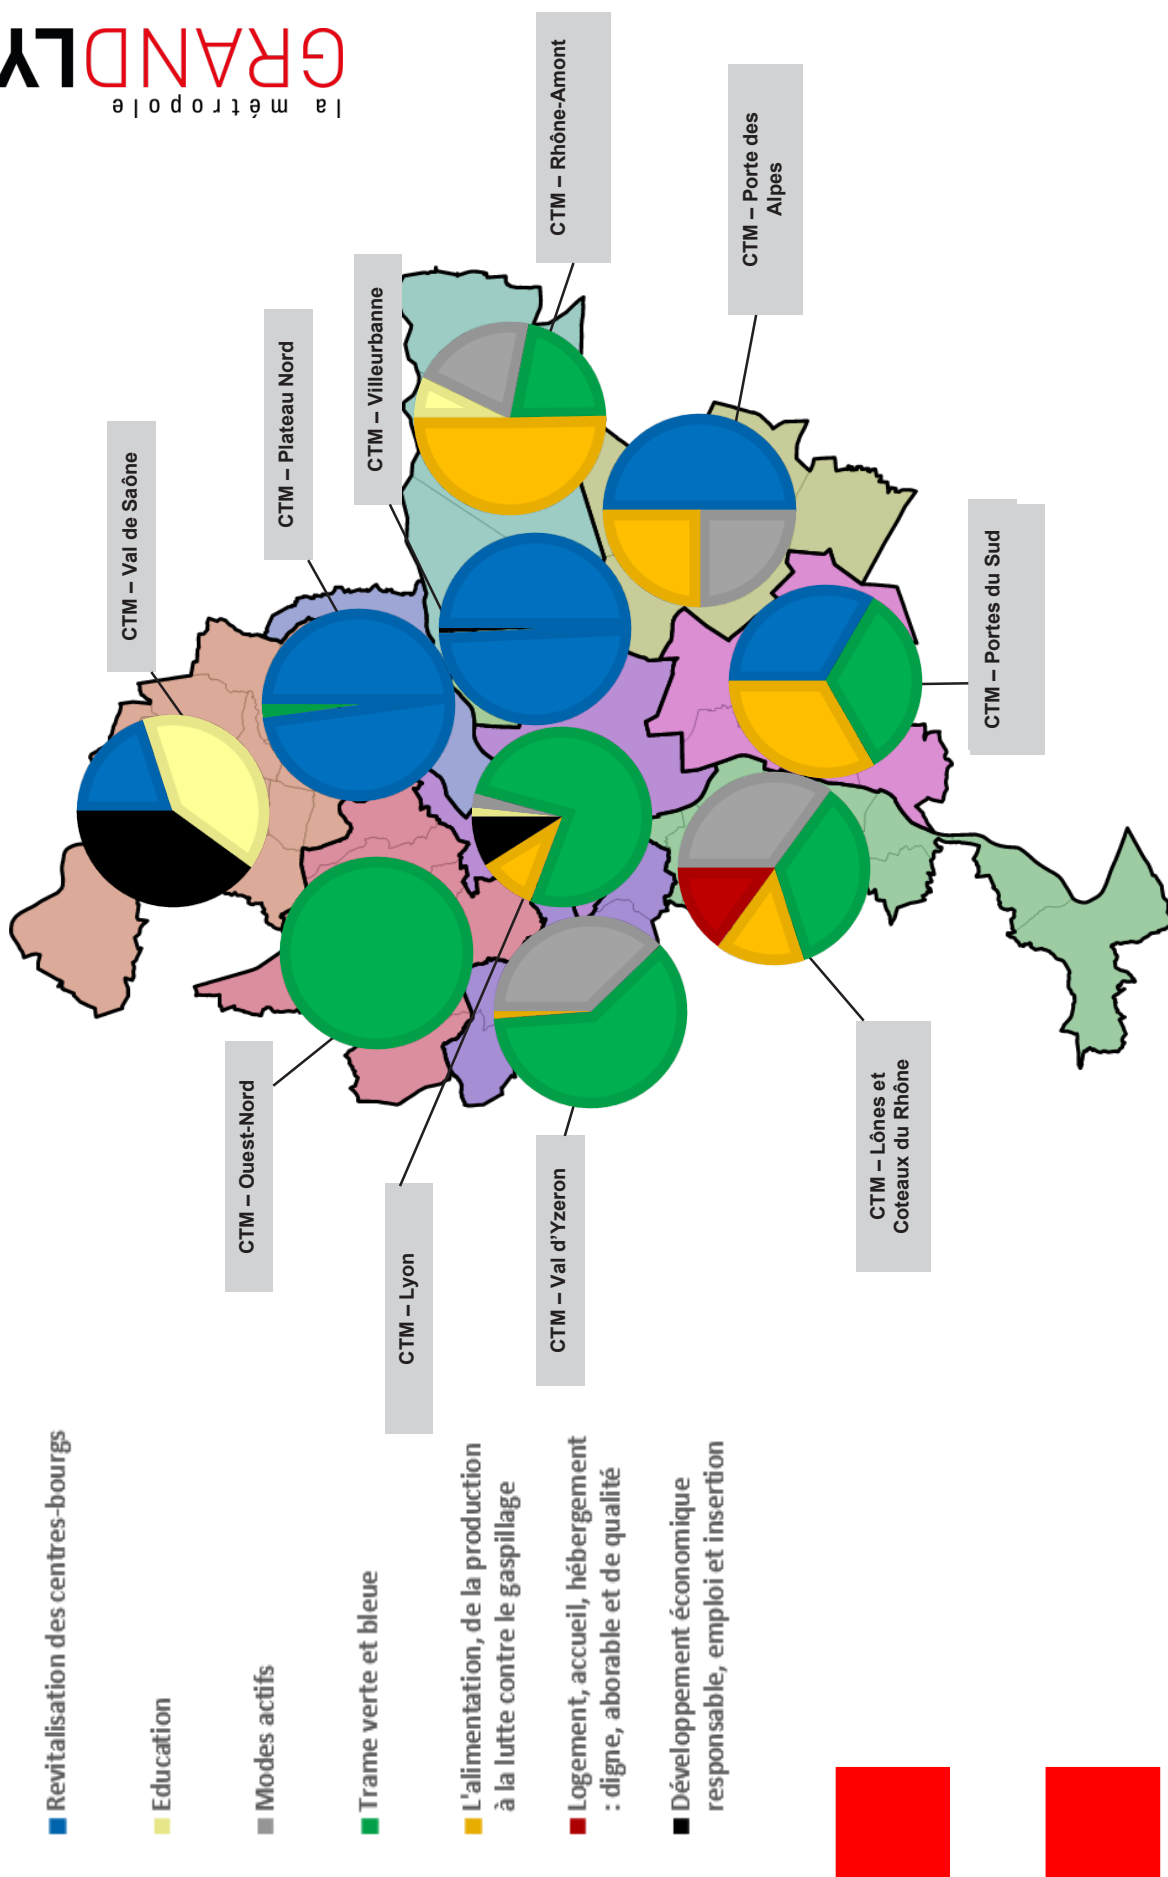 la métropole
GRANDLY
CTM – Val de Saône
CTM – Plateau Nord
CTM – Villeurbanne
CTM – Rhône-Amont
CTM – Porte des
Alpes
CTM – Portes du Sud
CTM – Ouest-Nord
CTM – Lyon
CTM – Val d’Yzeron
CTM – Lônes et
Coteaux du Rhône
Revitalisation des centres-bourgs
Education
Modes actifs
Trame verte et bleue
L'alimentation, de la production
à la lutte contre le gaspillage
Logement, accueil, hébergement
: digne, aborable et de qualité
Développement économique
responsable, emploi et insertion